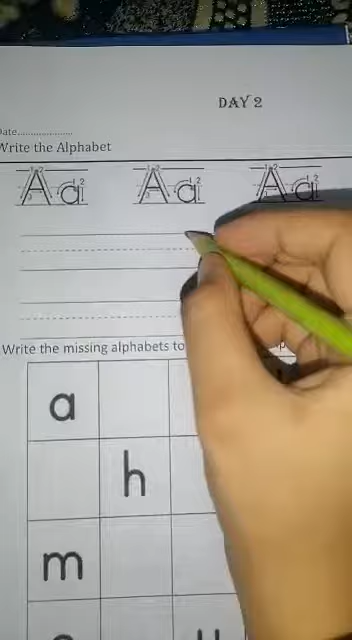 DAY 2
Date.....................
Write the Alphabet
Aa Aa Aa
Write the missing alphabets to
a
h
m